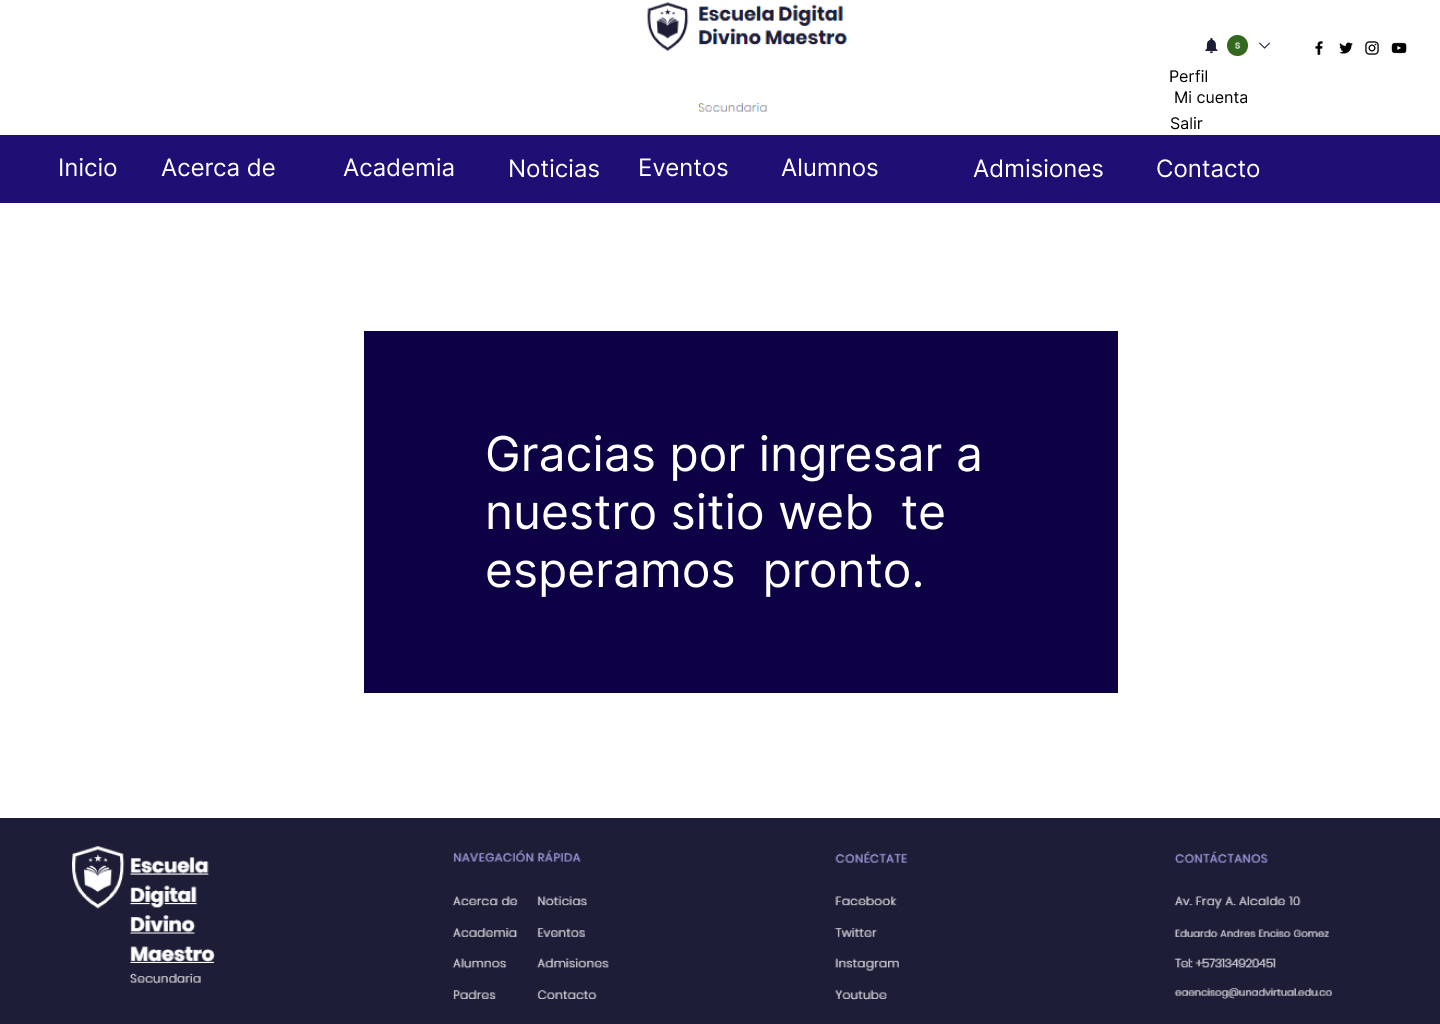 Escuela Digital
Divino Maestro
Secundaria
S
Perfil
Mi cuenta
Salir
Inicio Acerca de Academia Noticias Eventos Alumnos Admisiones Contacto
Gracias por ingresar a
nuestro sitio web te
esperamos pronto.
Escuela
Digital
Divino
Maestro
Secundaria
NAVEGACIÓN RÁPIDA
Acerca de Noticias
Academia Eventos
Alumnos Admisiones
Padres Contacto
CONÉCTATE
Facebook
Twitter
Instagram
Youtube
CONTÁCTANOS
Av. Fray A. Alcalde 10
Eduardo Andres Enciso Gomez
Tel: +573134920451
eaencisog@unadvirtual.edu.co